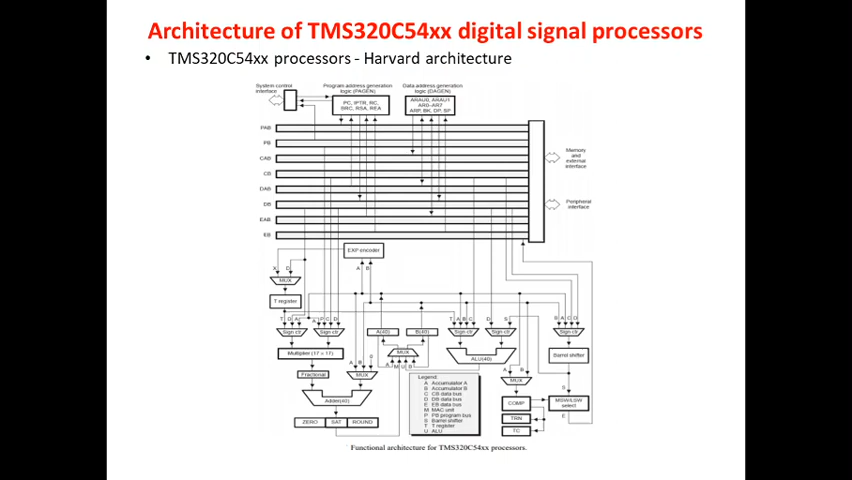 Architecture of TMS320C54xx digital signal processors
• TMS320C54xx processors - Harvard architecture
System control
interface
Program address generation
logic (PAGEN)
Data address generation
logic (DAGEN)
PC, IPTR, RC,
BRC, RSA, REA
ARAU0, ARAU1
AR0-AR7
ARP, BK, DP, SP
PAB
PB
CAB
CB
DAB
DB
EAB
EB
Memory
and
external
interface
Peripheral
interface
EXP encoder
X D
A B
MUX
T register
T D A
A P C D
T A B C
D S
B A C D
Sign ctr
Sign ctr
A(40)
B(40)
Sign ctr
Sign ctr
Sign ctr
Multiplier (17 × 17)
MUX
A M U B
ALU(40)
Barrel shifter
A B S
Fractional
MUX
A B
MUX
S
Adder(40)
COMP
MSW/LSW
select
ZERO
SAT
ROUND
TRN
TC
E
Legend:
A Accumulator A
B Accumulator B
C CB data bus
D DB data bus
E EB data bus
M MAC unit
P PB program bus
S Barrel shifter
T T register
U ALU
Functional architecture for TMS320C54xx processors.